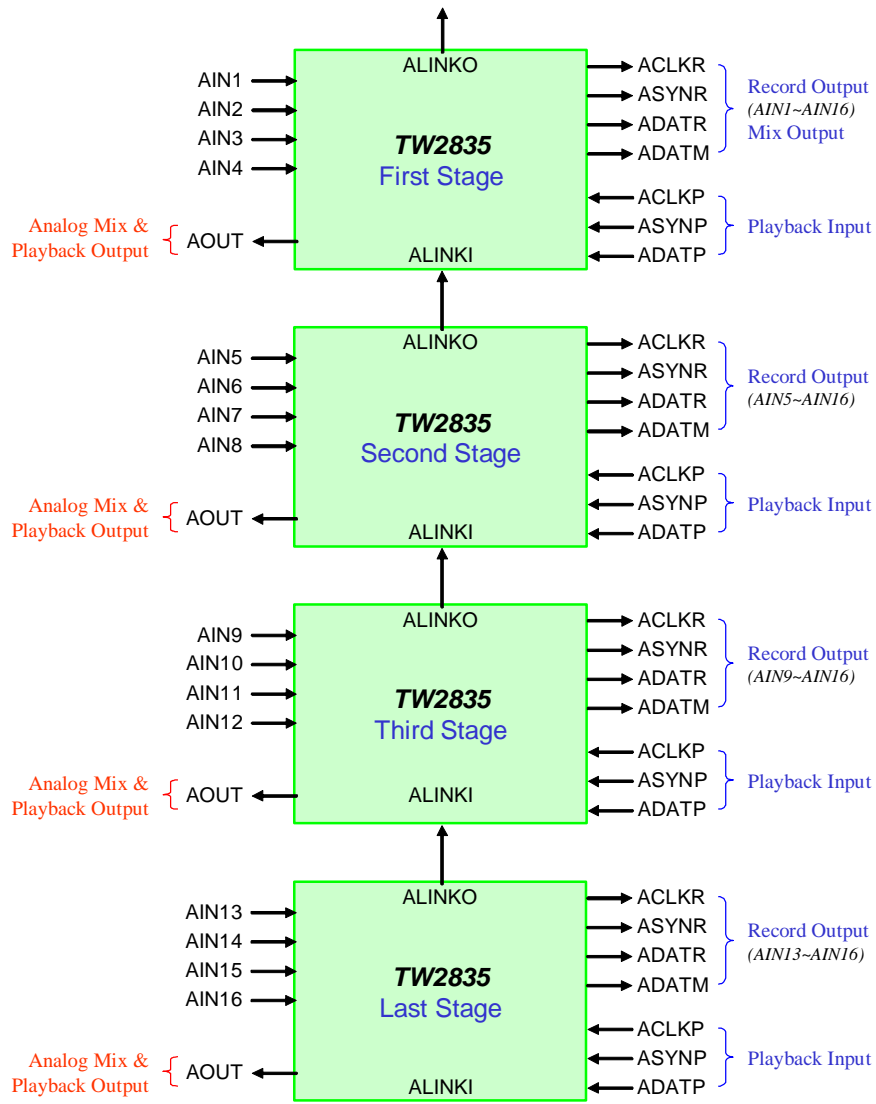 ALINKO
AIN1
AIN2
AIN3
AIN4
TW2835
First Stage
ACLKR
ASYNR
ADATR
ADATM
Record Output
(AIN1~AIN16)
Mix Output
ACLKP
ASYNP
ADATP
Playback Input
Analog Mix &
Playback Output
AOUT
ALINKI
ALINKO
AIN5
AIN6
AIN7
AIN8
TW2835
Second Stage
ACLKR
ASYNR
ADATR
ADATM
Record Output
(AIN5~AIN16)
ACLKP
ASYNP
ADATP
Playback Input
Analog Mix &
Playback Output
AOUT
ALINKI
ALINKO
AIN9
AIN10
AIN11
AIN12
TW2835
Third Stage
ACLKR
ASYNR
ADATR
ADATM
Record Output
(AIN9~AIN16)
ACLKP
ASYNP
ADATP
Playback Input
Analog Mix &
Playback Output
AOUT
ALINKI
ALINKO
AIN13
AIN14
AIN15
AIN16
TW2835
Last Stage
ACLKR
ASYNR
ADATR
ADATM
Record Output
(AIN13~AIN16)
ACLKP
ASYNP
ADATP
Playback Input
Analog Mix &
Playback Output
AOUT
ALINKI